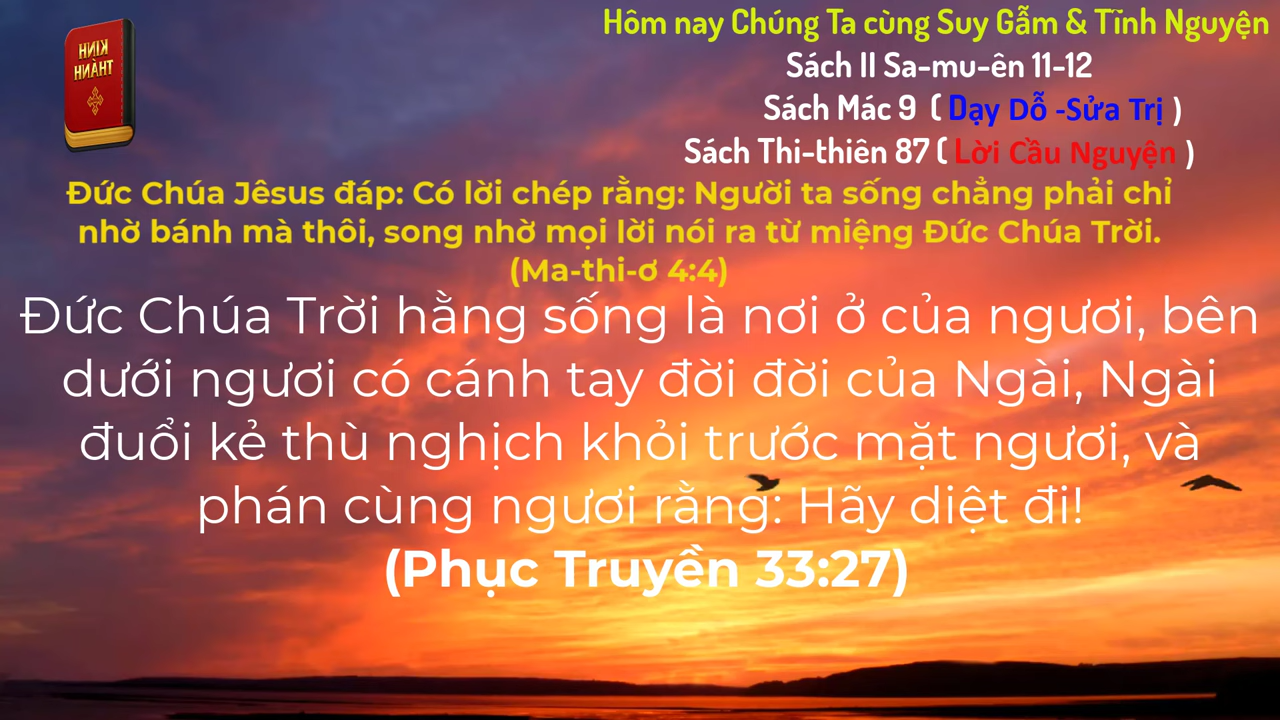 KINH
THÁNH
Hôm nay Chúng Ta cùng Suy Gẫm & Tĩnh Nguyện
Sách II Sa-mu-ên 11-12
Sách Mác 9 ( Dạy Dỗ -Sửa Trị )
Sách Thi-thiên 87 ( Lời Cầu Nguyện )
Đức Chúa Jêsus đáp: Có lời chép rằng: Người ta sống chẳng phải chỉ
nhờ bánh mà thôi, song nhờ mọi lời nói ra từ miệng Đức Chúa Trời.
(Ma-thi-ơ 4:4)
Đức Chúa Trời hằng sống là nơi ở của ngươi, bên
dưới ngươi có cánh tay đời đời của Ngài, Ngài
đuổi kẻ thù nghịch khỏi trước mặt ngươi, và
phán cùng ngươi rằng: Hãy diệt đi!
(Phục Truyền 33:27)